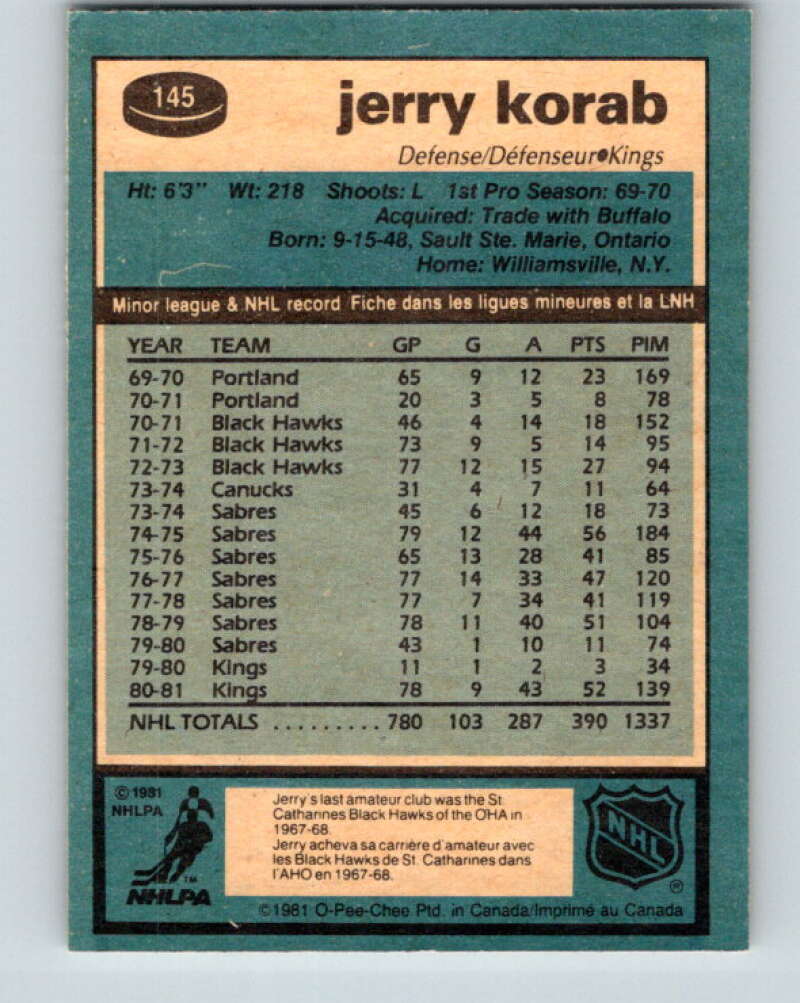 145
jerry korab
Defense/Défenseur•Kings
Ht: 6'3" Wt: 218 Shoots: L 1st Pro Season: 69-70
Acquired: Trade with Buffalo
Born: 9-15-48, Sault Ste. Marie, Ontario
Home: Williamsville, N.Y.
Minor league & NHL record Fiche dans les ligues mineures et la LNH
YEAR TEAM GP G A PTS PIM
69-70 Portland 65 9 12 23 169
70-71 Portland 20 3 5 8 78
70-71 Black Hawks 46 4 14 18 152
71-72 Black Hawks 73 9 5 14 95
72-73 Black Hawks 77 12 15 27 94
73-74 Canucks 31 4 7 11 64
73-74 Sabres 45 6 12 18 73
74-75 Sabres 79 12 44 56 184
75-76 Sabres 65 13 28 41 85
76-77 Sabres 77 14 33 47 120
77-78 Sabres 77 7 34 41 119
78-79 Sabres 78 11 40 51 104
79-80 Sabres 43 1 10 11 74
79-80 Kings 11 1 2 3 34
80-81 Kings 78 9 43 52 139
NHL TOTALS ......... 780 103 287 390 1337
© 1981
NHLPA
TM
NHLPA
Jerry's last amateur club was the St.
Catharines Black Hawks of the OHA in
1967-68.
Jerry acheva sa carrière d'amateur avec
les Black Hawks de St. Catharines dans
l'AHO en 1967-68.
NHL
®
© 1981 O-Pee-Chee Ptd. in Canada/Imprimé au Canada